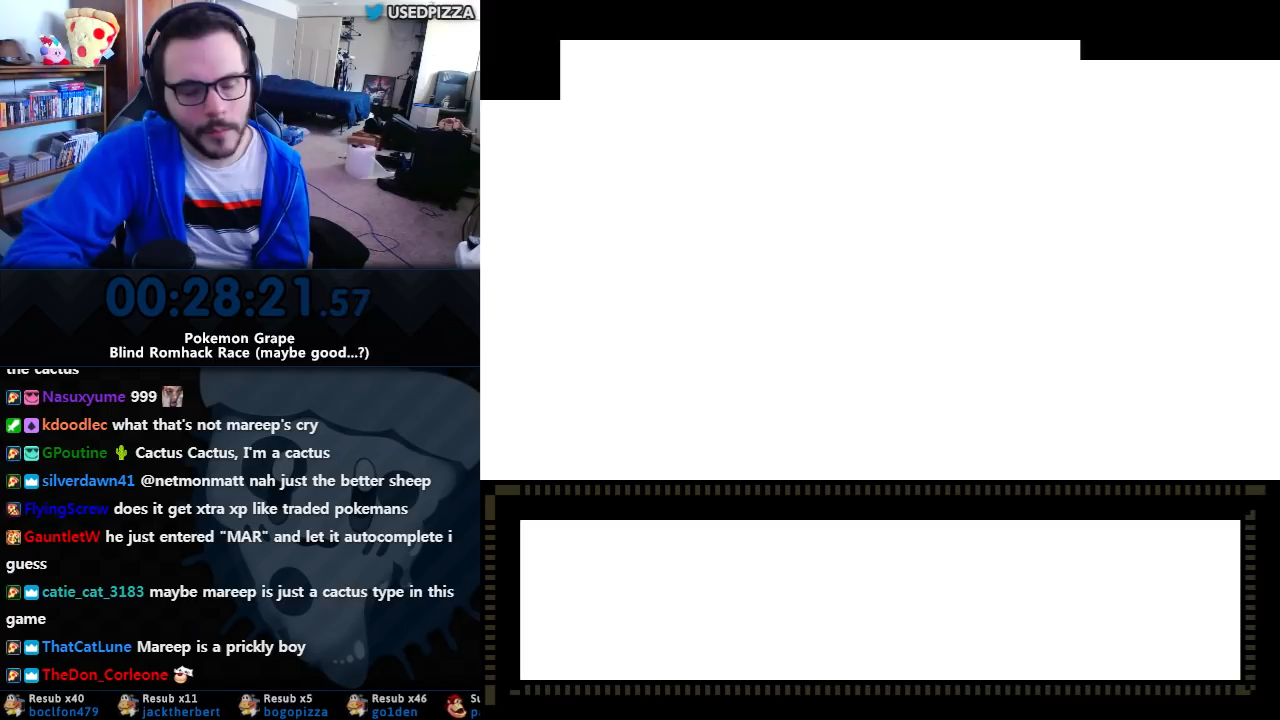 USEDPIZZA
00:28:21.57
Pokemon Grape
Blind Romhack Race (maybe good...?)
the cactus
Nasuxyume 999
kdoodlec what that's not mareep's cry
GPoutine 🌵 Cactus Cactus, I'm a cactus
silverdawn41 @netmonmatt nah just the better sheep
FlyingScrew does it get xtra xp like traded pokemans
GauntletW he just entered "MAR" and let it autocomplete i
guess
catie_cat_3183 maybe mareep is just a cactus type in this
game
ThatCatLune Mareep is a prickly boy
TheDon_Corleone
Resub x40 Resub x11 Resub x5 Resub x46 Su
boclfon479 jacktherbert bogopizza go1den pa